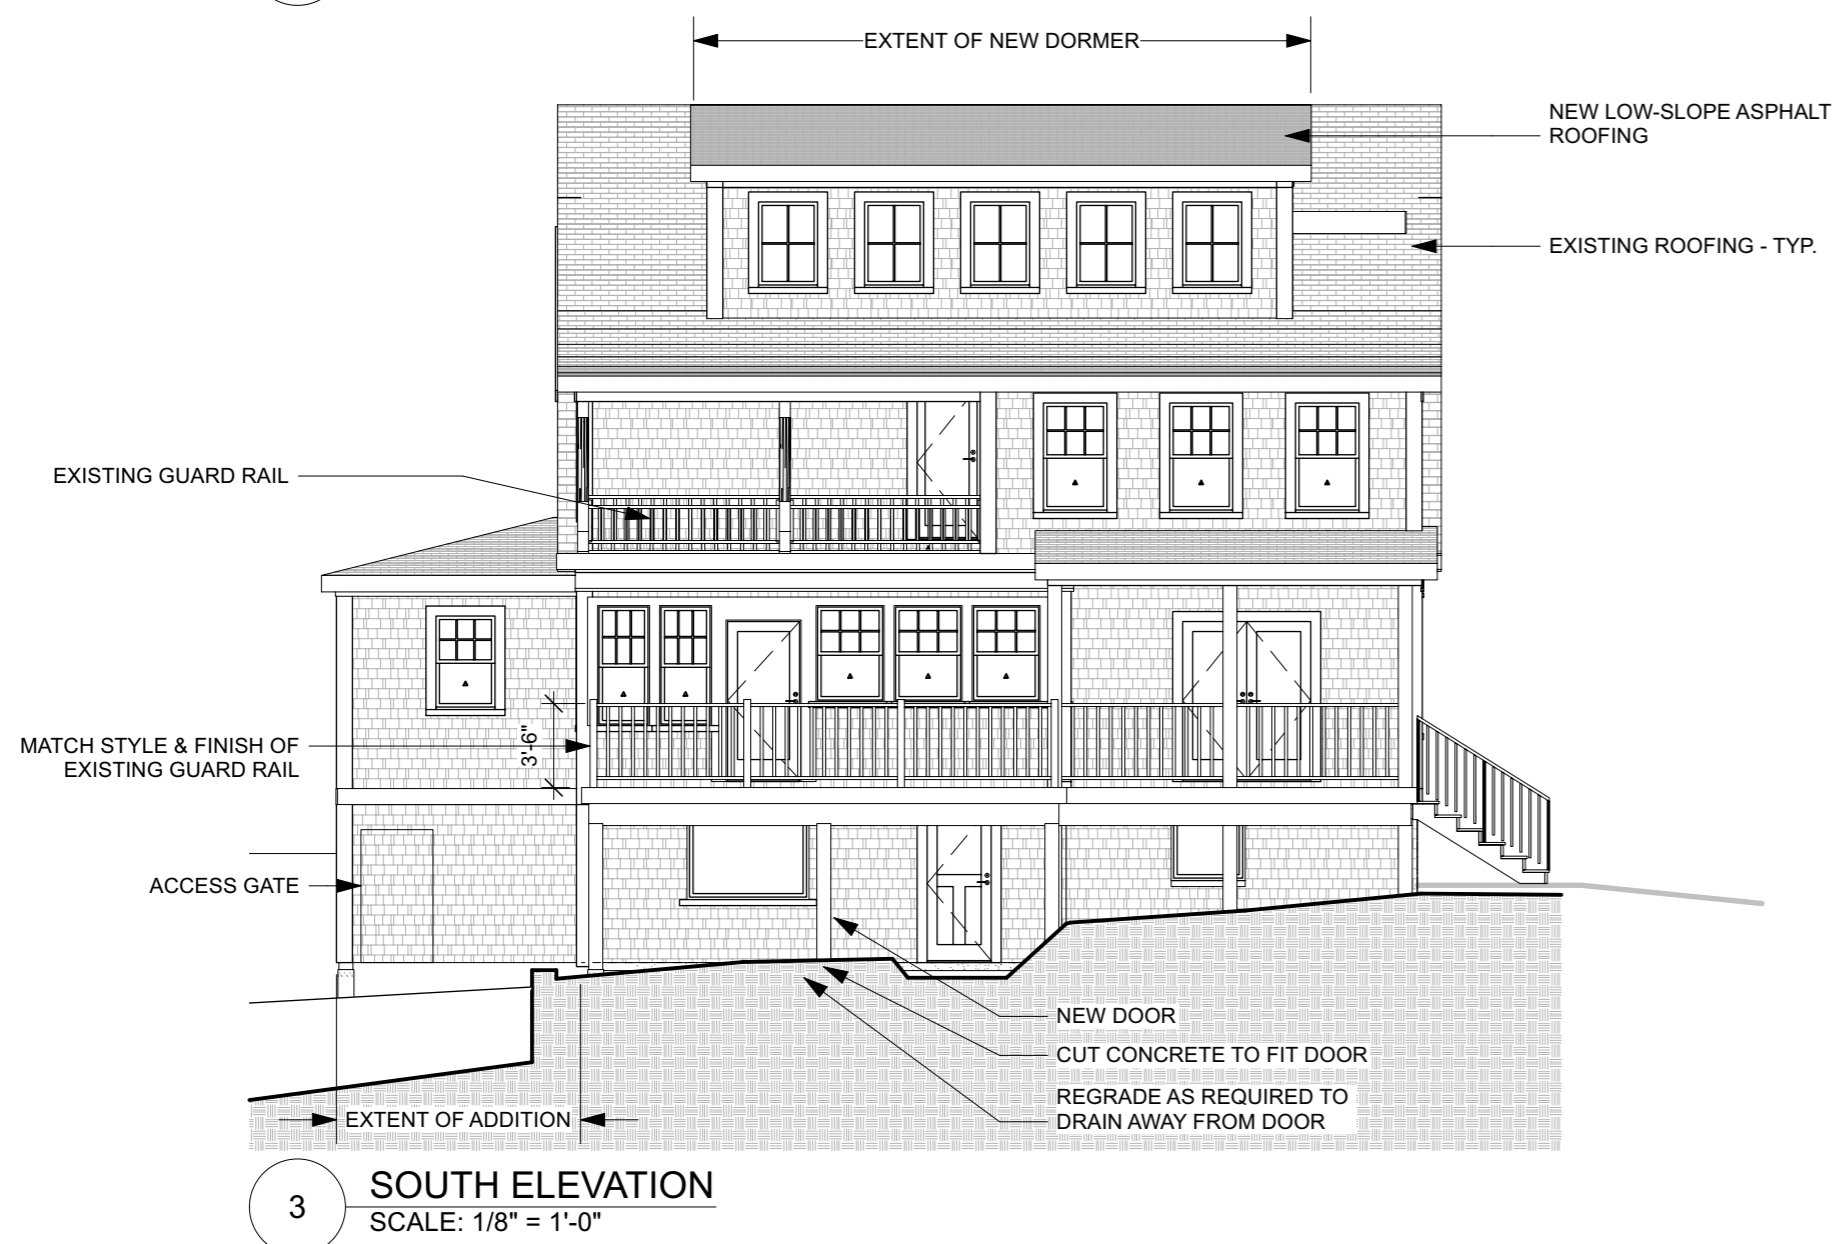 EXTENT OF NEW DORMER
NEW LOW-SLOPE ASPHALT
ROOFING
EXISTING ROOFING - TYP.
EXISTING GUARD RAIL
MATCH STYLE & FINISH OF
EXISTING GUARD RAIL
3'-6"
ACCESS GATE
NEW DOOR
CUT CONCRETE TO FIT DOOR
REGRADE AS REQUIRED TO
DRAIN AWAY FROM DOOR
EXTENT OF ADDITION
3
SOUTH ELEVATION
SCALE: 1/8" = 1'-0"